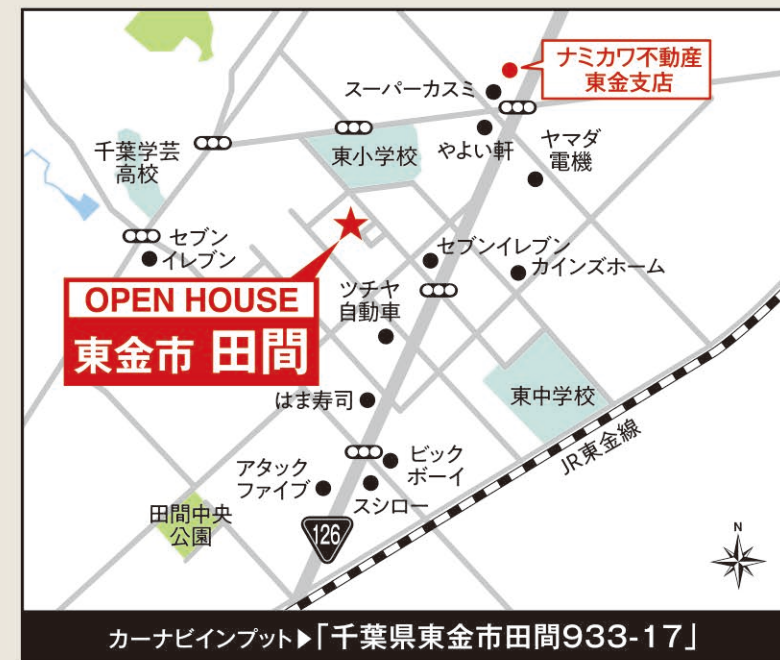 ナミカワ不動産
東金支店
スーパーカスミ
やよい軒
ヤマダ
電機
千葉学芸
高校
東小学校
セブン
イレブン
セブンイレブン
カインズホーム
OPEN HOUSE
東金市 田間
ツチヤ
自動車
東中学校
はま寿司
JR東金線
ビック
ボーイ
アタック
ファイブ
スシロー
田間中央
公園
126
N
カーナビインプット▶「千葉県東金市田間933-17」